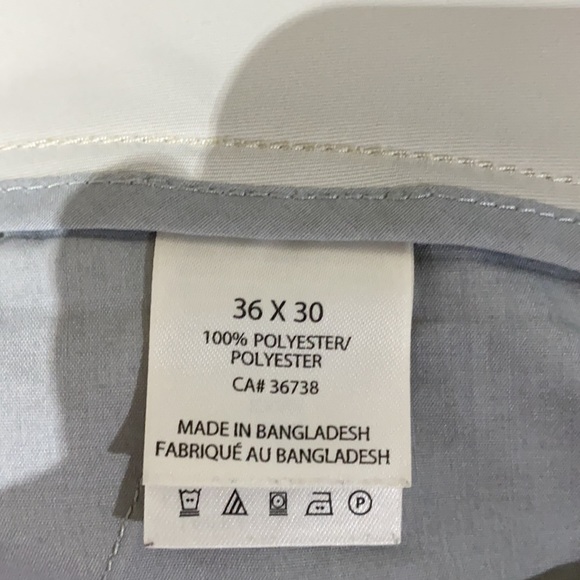 36 X 30
100% POLYESTER/
POLYESTER
CA# 36738
MADE IN BANGLADESH
FABRIQUÉ AU BANGLADESH
P